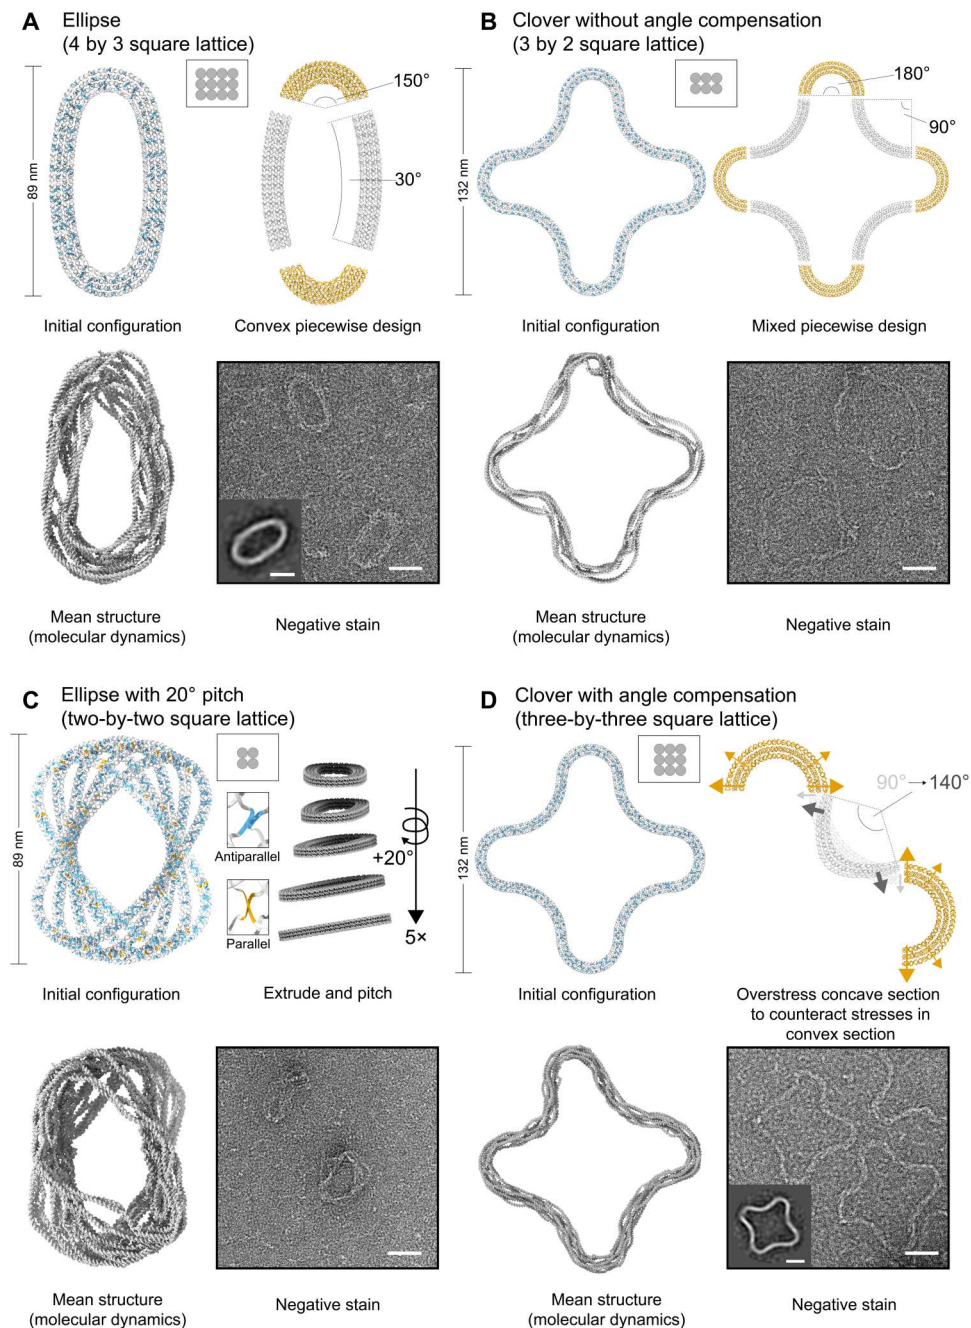 A Ellipse
(4 by 3 square lattice)
89 nm
150°
30°
Initial configuration
Convex piecewise design
Mean structure
(molecular dynamics)
Negative stain
B Clover without angle compensation
(3 by 2 square lattice)
132 nm
180°
90°
Initial configuration
Mixed piecewise design
Mean structure
(molecular dynamics)
Negative stain
C Ellipse with 20° pitch
(two-by-two square lattice)
89 nm
Antiparallel
Parallel
+20°
5×
Initial configuration
Extrude and pitch
Mean structure
(molecular dynamics)
Negative stain
D Clover with angle compensation
(three-by-three square lattice)
132 nm
90° → 140°
Initial configuration
Overstress concave section
to counteract stresses in
convex section
Mean structure
(molecular dynamics)
Negative stain